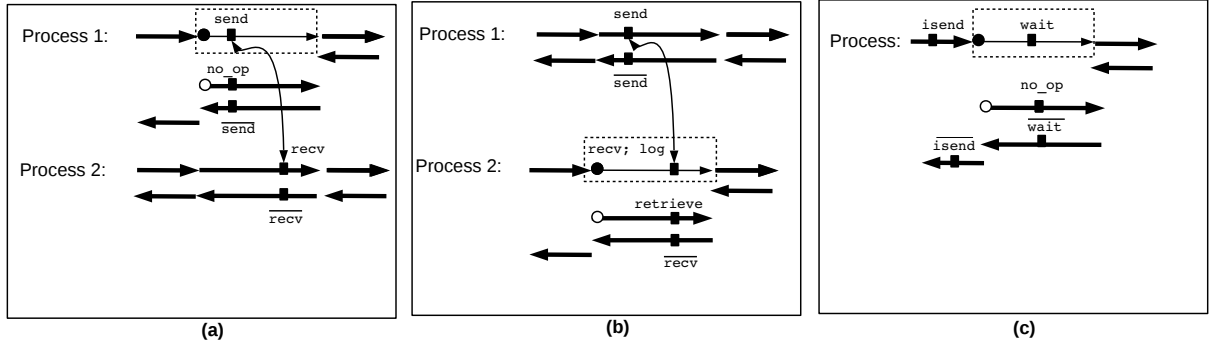 send
Process 1:
no_op
send
recv
Process 2:
recv
(a)
send
Process 1:
send
recv; log
Process 2:
retrieve
recv
(b)
isend wait
Process:
no_op
wait
isend
(c)